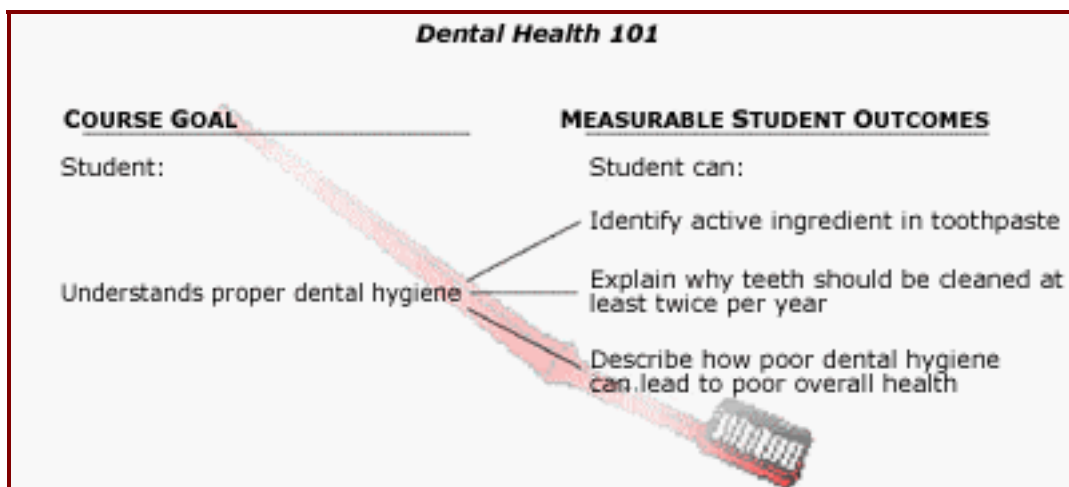 Dental Health 101
COURSE GOAL
MEASURABLE STUDENT OUTCOMES
Student:
Student can:
Understands proper dental hygiene
Identify active ingredient in toothpaste
Explain why teeth should be cleaned at
least twice per year
Describe how poor dental hygiene
can lead to poor overall health